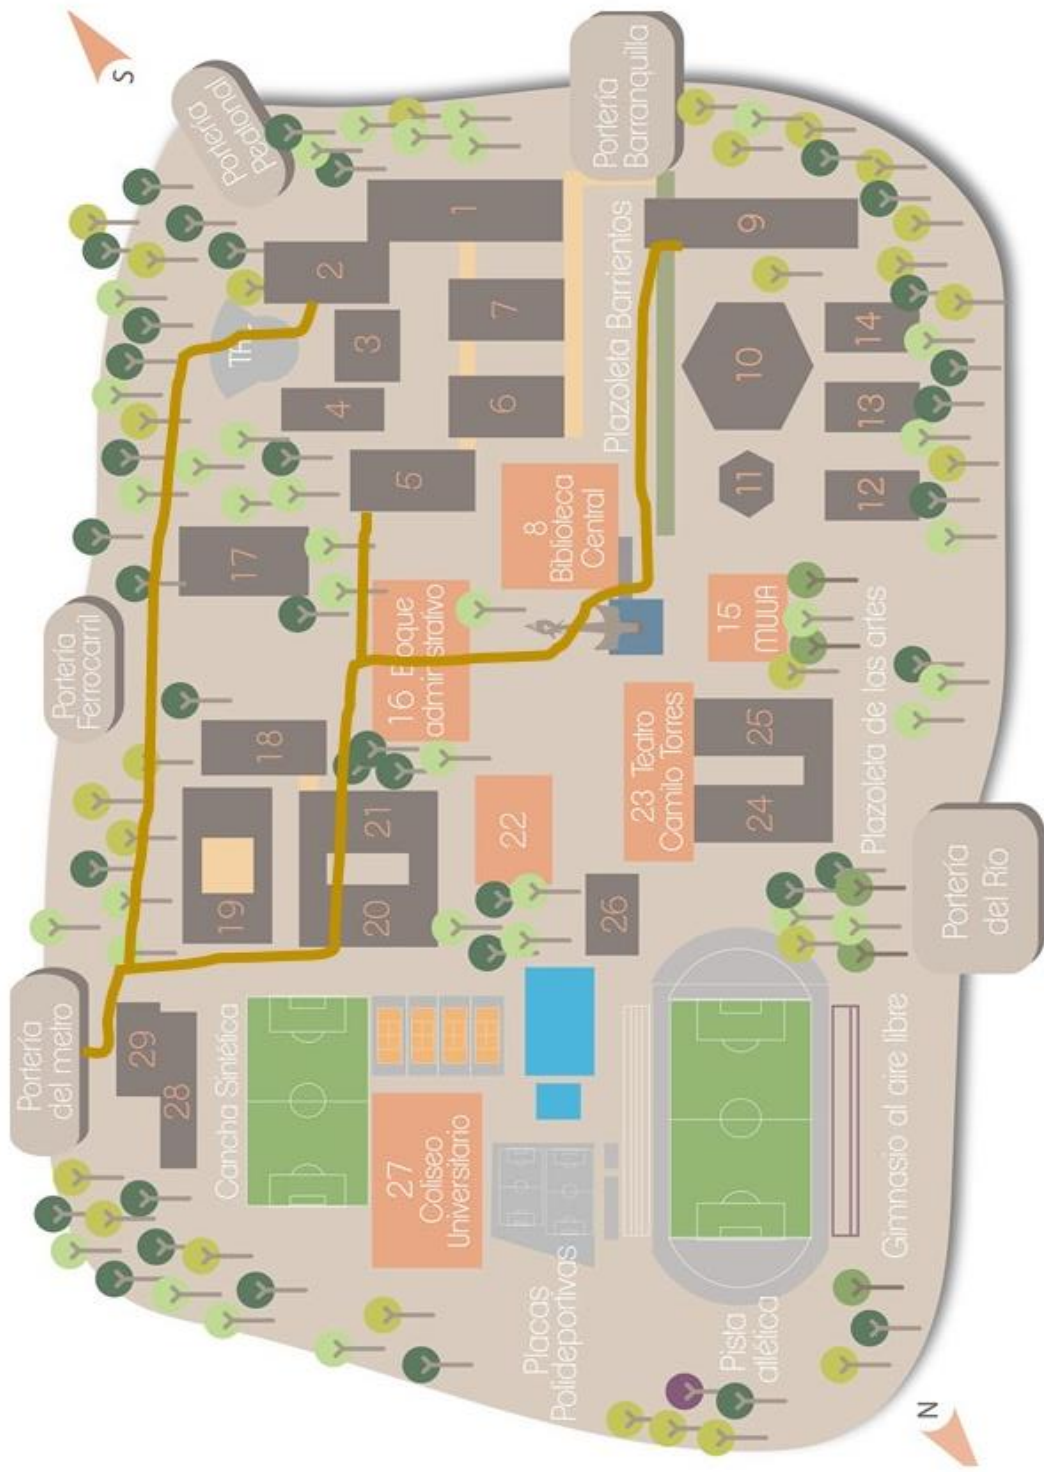 Portería
del metro
Portería
Ferrocarril
Portería
Peatonal
S
29
28
19
18
17
2
Cancha Sintética
20
21
4
3
5
1
27
Coliseo
Universitario
16 Bloque
administrativo
6
7
22
8
Biblioteca
Central
Placas
Polideportivas
26
Plazoleta Barrientos
Portería
Barranquilla
23 Teatro
Camilo Torres
Pista
atlética
24
25
15
MUUA
11
10
9
Gimnasio al aire libre
Plazoleta de las artes
12
13
14
N
Portería
del Río